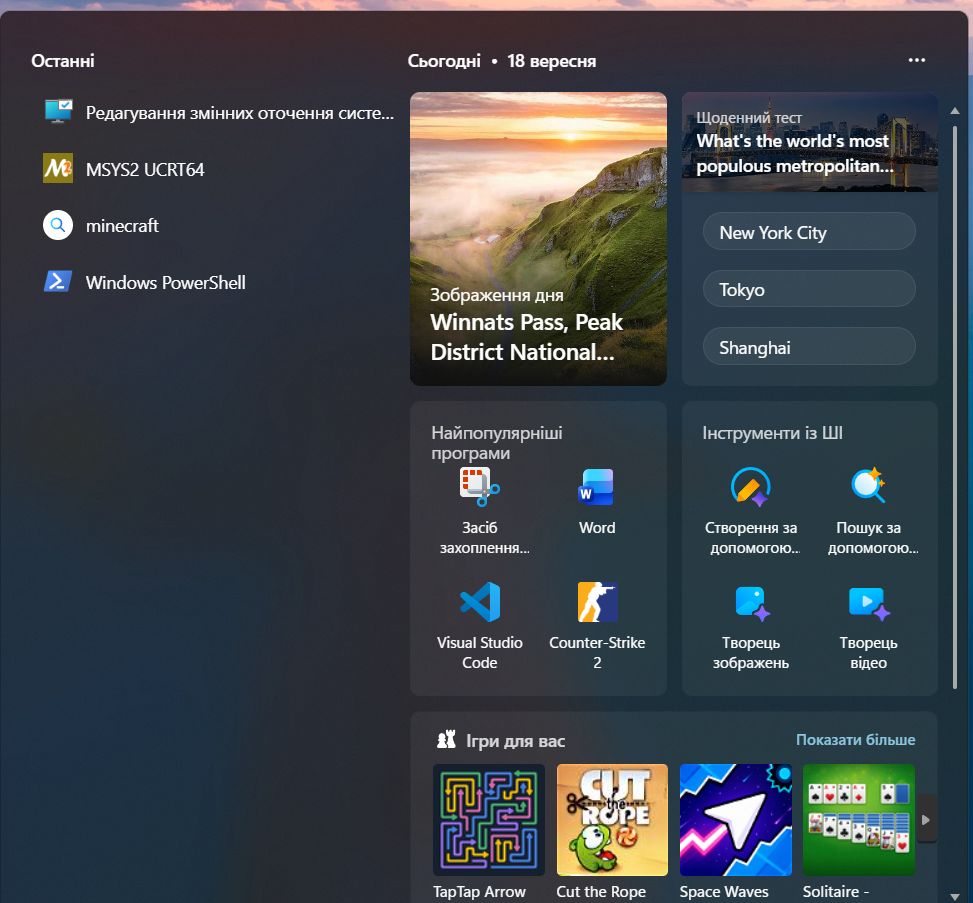 Останні
Редагування змінних оточення систе...
MSYS2 UCRT64
minecraft
Windows PowerShell
Сьогодні • 18 вересня
Зображення дня
Winnats Pass, Peak
District National...
Щоденний тест
What's the world's most
populous metropolitan...
New York City
Tokyo
Shanghai
Найпопулярніші
програми
Засіб
захоплення...
Word
Visual Studio
Code
Counter-Strike
2
Інструменти із ШІ
Створення за
допомогою...
Пошук за
допомогою...
Творець
зображень
Творець
відео
Ігри для вас
Показати більше
CUT
the
ROPE
TapTap Arrow
Cut the Rope
Space Waves
Solitaire -